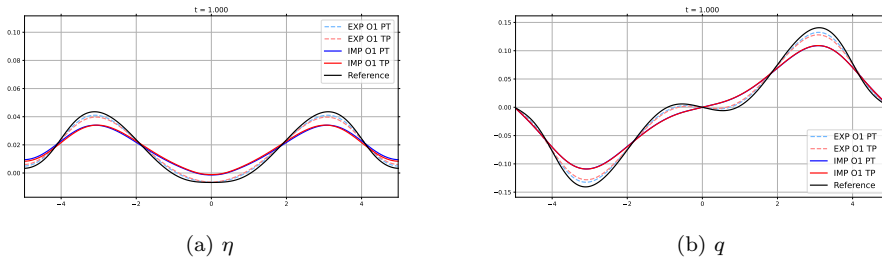 t = 1.000
0.10
0.08
0.06
0.04
0.02
0.00
−4
−2
0
2
4
EXP O1 PT
EXP O1 TP
IMP O1 PT
IMP O1 TP
Reference
(a) η
t = 1.000
0.15
0.10
0.05
0.00
−0.05
−0.10
−0.15
−4
−2
0
2
4
EXP O1 PT
EXP O1 TP
IMP O1 PT
IMP O1 TP
Reference
(b) q